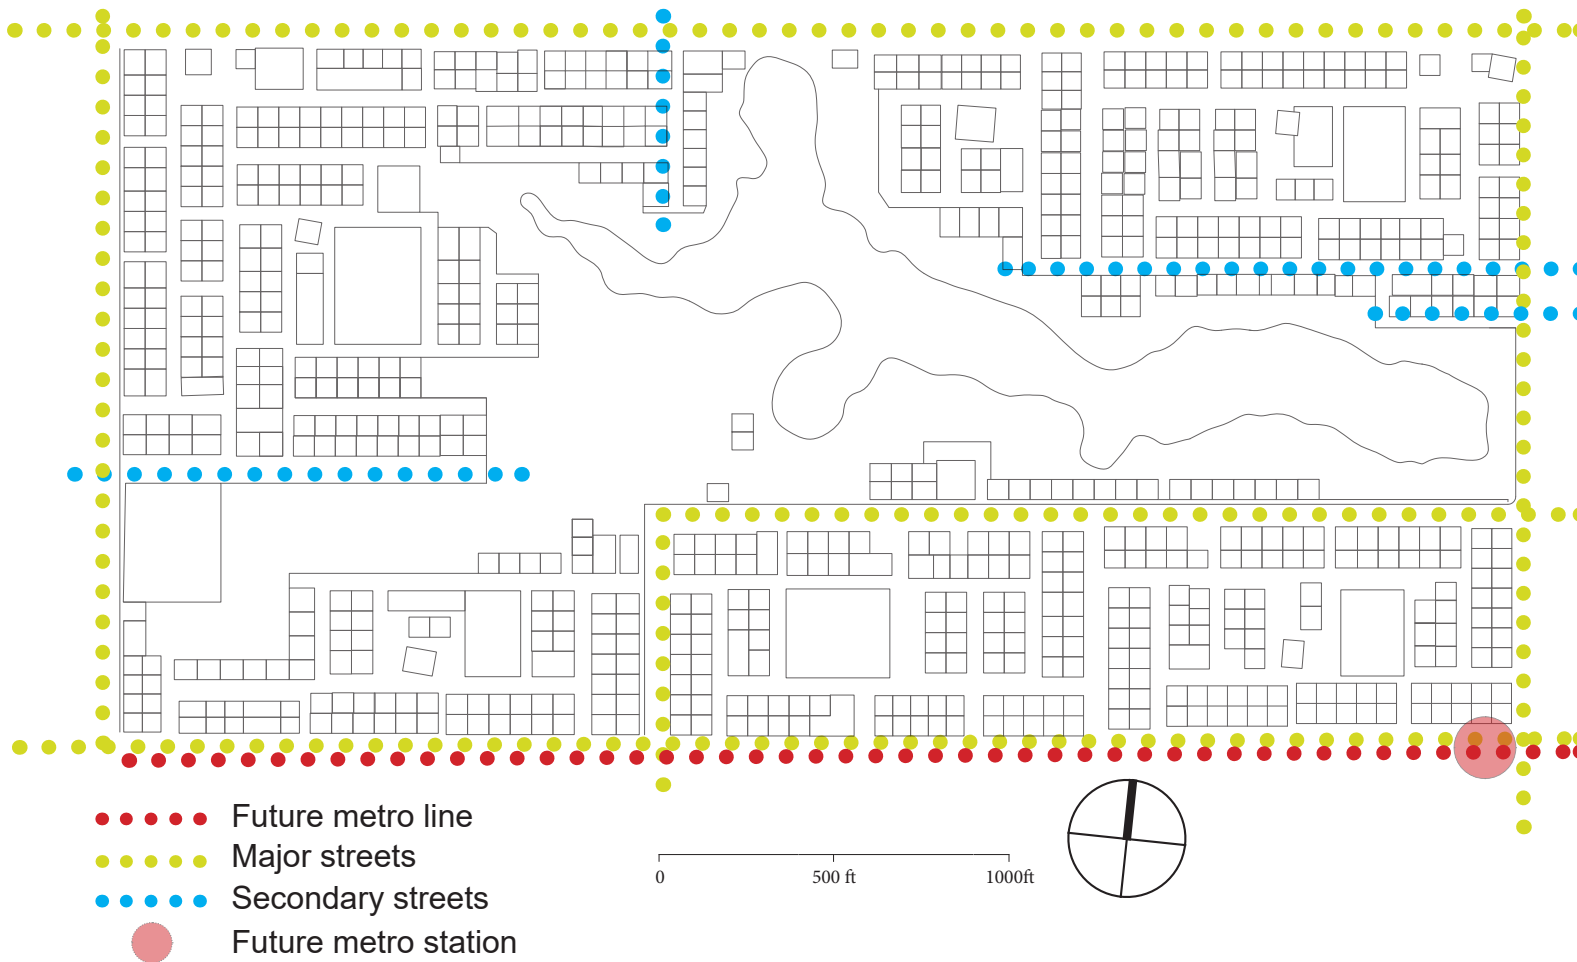 Future metro line
Major streets
Secondary streets
Future metro station
0 500 ft 1000ft